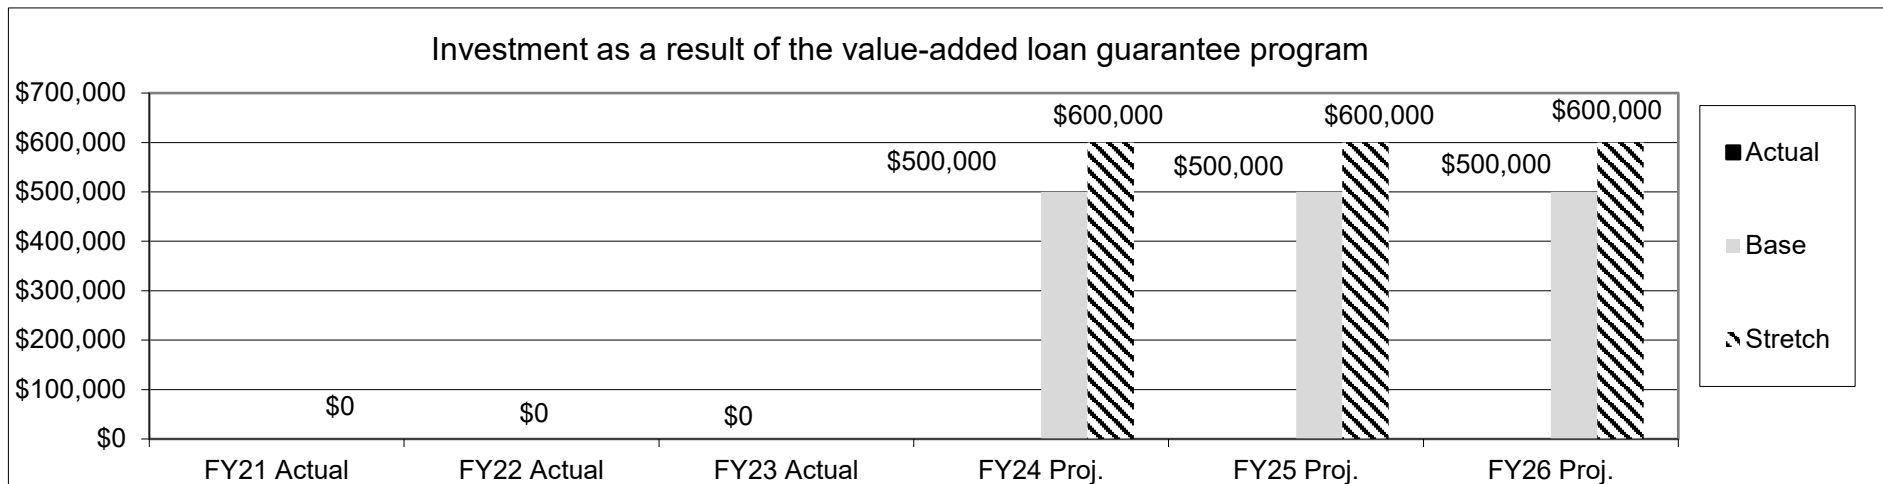 Investment as a result of the value-added loan guarantee program
$700,000
$600,000
$500,000
$400,000
$300,000
$200,000
$100,000
$0
$0
$0
$0
$500,000
$600,000
$500,000
$600,000
$500,000
$600,000
FY21 Actual
FY22 Actual
FY23 Actual
FY24 Proj.
FY25 Proj.
FY26 Proj.
Actual
Base
Stretch